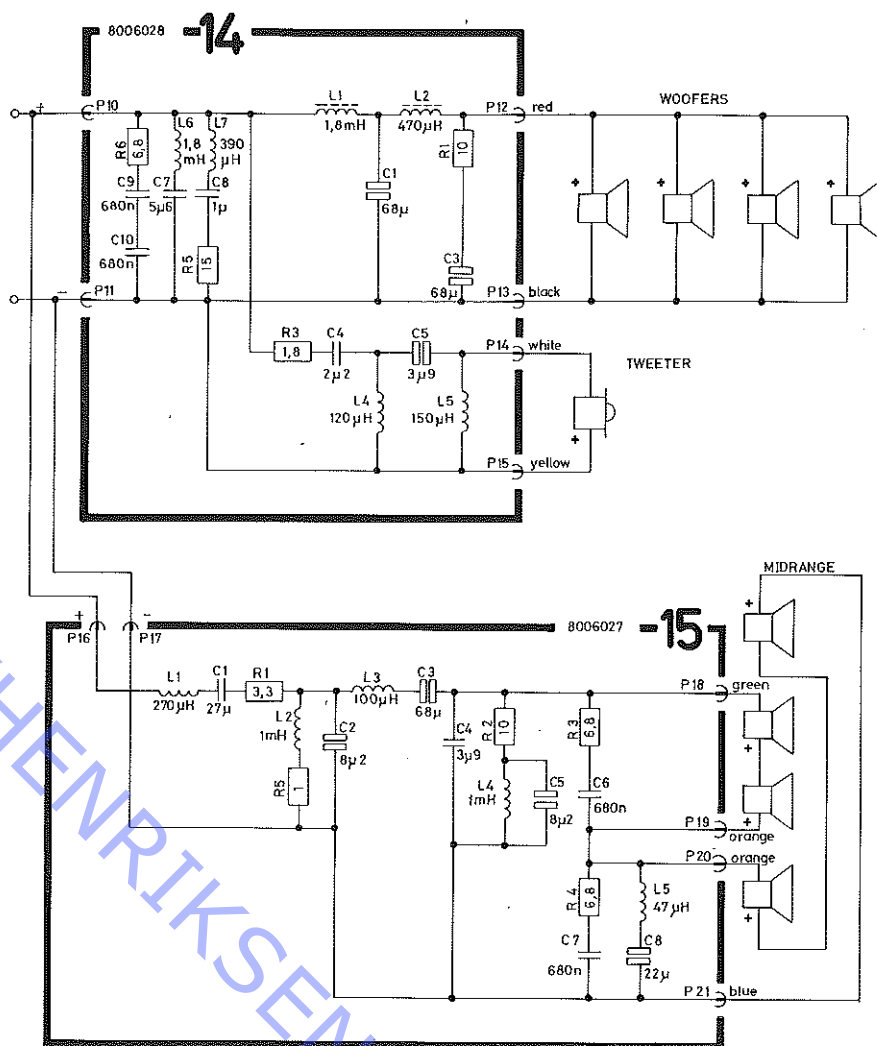 8006028 -14
+ P10
L1
1,8mH
L2
470µH
P12 red
WOOFERS
R6
6,8
L6
1,8
mH
L7
390
µH
R1
10
C9
680n
C7
5µ6
C8
1µ
C1
68µ
+ + + +
C10
680n
R5
15
C3
68µ
- P11
P13 black
R3
1,8
C4
2µ2
C5
3µ9
P14 white
TWEETER
L4
120µH
L5
150µH
+
P15 yellow
MIDRANGE
+ P16
- P17
8006027 -15
+
L1
270µH
C1
27µ
R1
3,3
L3
100µH
C3
68µ
P18 green
L2
1mH
C2
8µ2
C4
3µ9
R2
10
R3
6,8
+
R5
1
L4
1mH
C5
8µ2
C6
680n
+
P19
orange
P20 orange
R4
6,8
L5
47µH
+
C7
680n
C8
22µ
P21 blue
HENRIKSEN